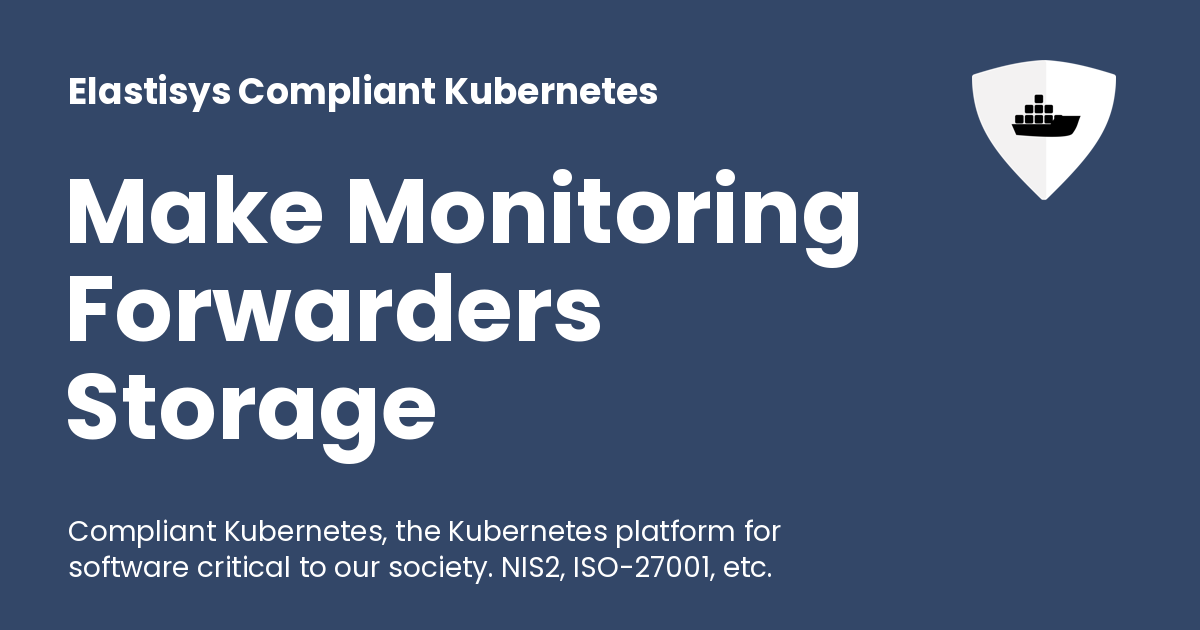 Elastisys Compliant Kubernetes
Make Monitoring
Forwarders
Storage
Compliant Kubernetes, the Kubernetes platform for
software critical to our society. NIS2, ISO-27001, etc.